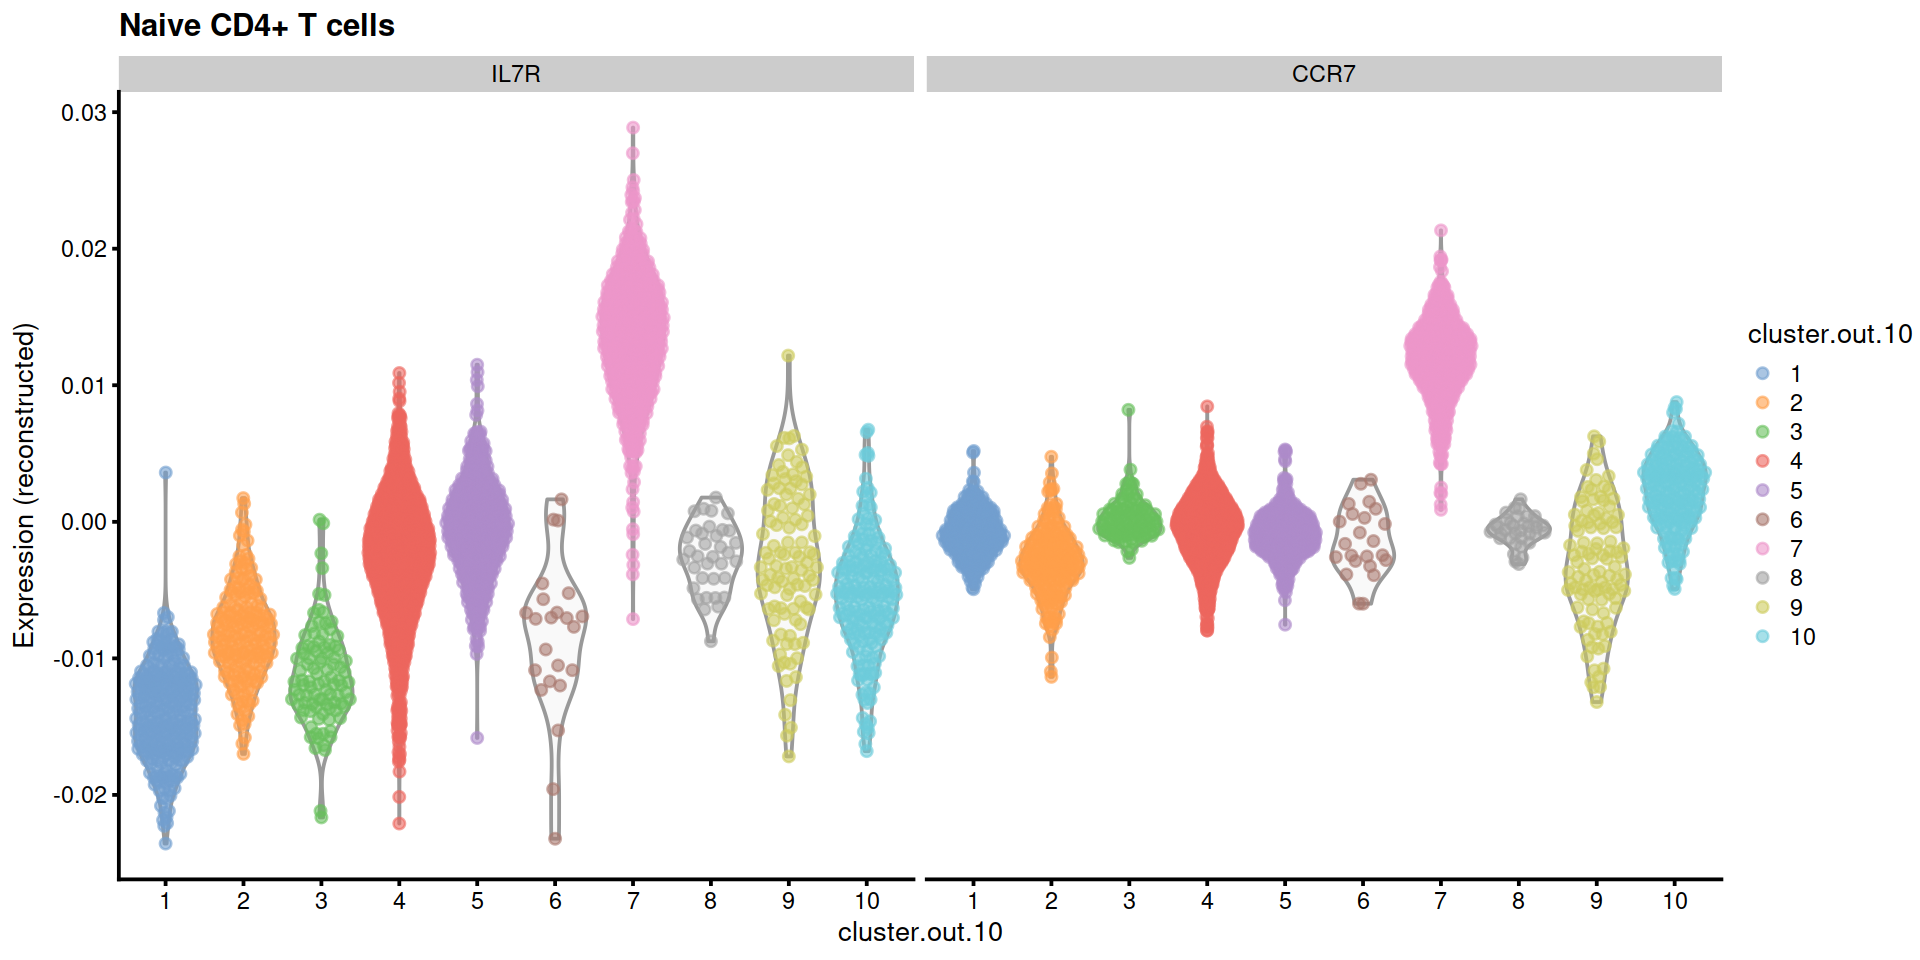 Naive CD4+ T cells
IL7R
CCR7
Expression (reconstructed)
0.03
0.02
0.01
0.00
-0.01
-0.02
1 2 3 4 5 6 7 8 9 10
1 2 3 4 5 6 7 8 9 10
cluster.out.10
cluster.out.10
1
2
3
4
5
6
7
8
9
10